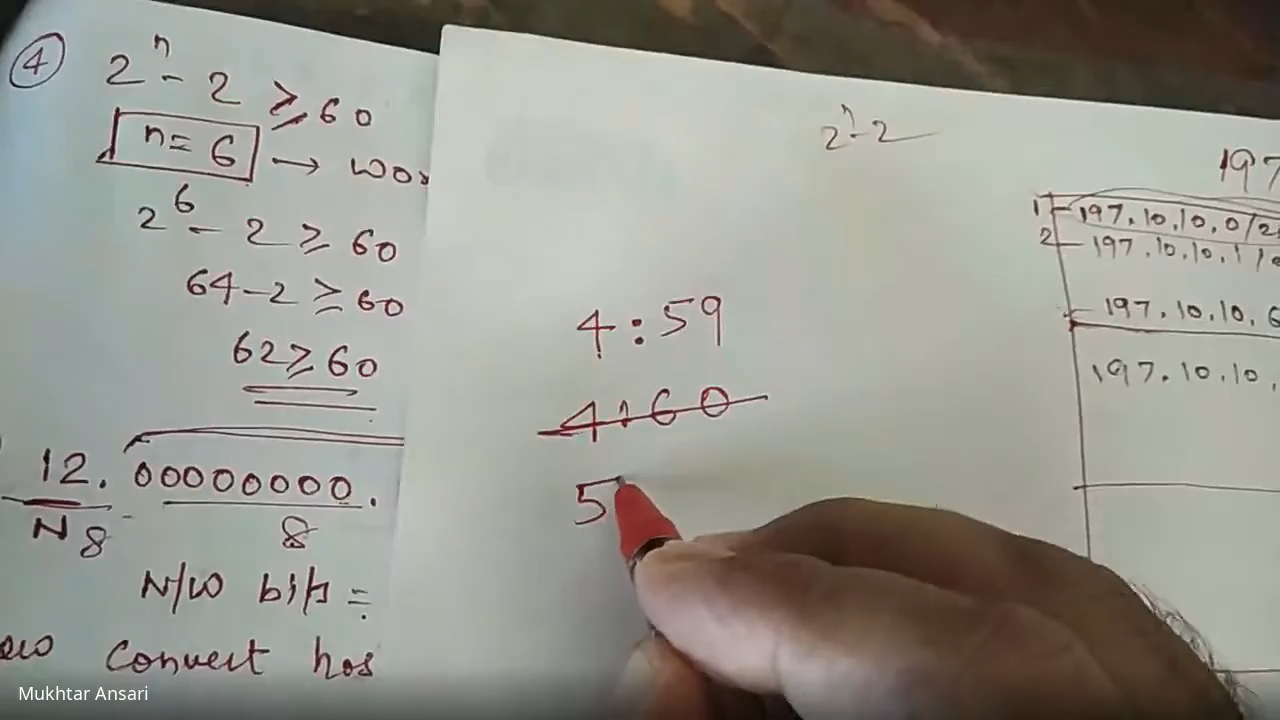 ④ 2ⁿ - 2 ≥ 60
n = 6 →
2⁶ - 2 ≥ 60
64-2 ≥ 60
62 ≥ 60
12. 00000000.
N 8 8
N/W bits =
convert hos
2ⁿ-2
4:59
4:60
5
197
1 197.10.10.0/2
2 197.10.10.1/
197.10.10.6
197.10.10.
Mukhtar Ansari